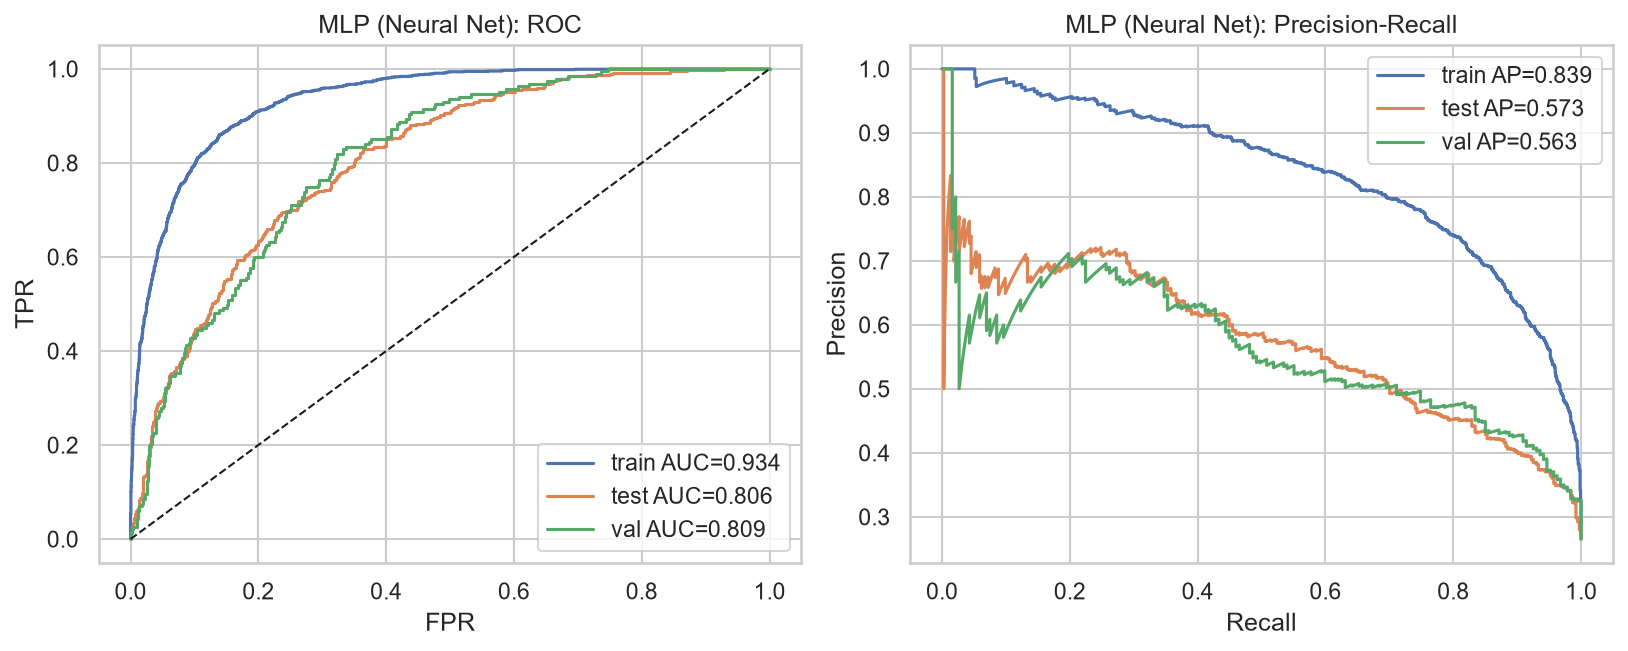 MLP (Neural Net): ROC
1.0
0.8
0.6
0.4
0.2
0.0
TPR
0.0 0.2 0.4 0.6 0.8 1.0
FPR
train AUC=0.934
test AUC=0.806
val AUC=0.809
MLP (Neural Net): Precision-Recall
1.0
0.9
0.8
0.7
0.6
0.5
0.4
0.3
Precision
0.0 0.2 0.4 0.6 0.8 1.0
Recall
train AP=0.839
test AP=0.573
val AP=0.563